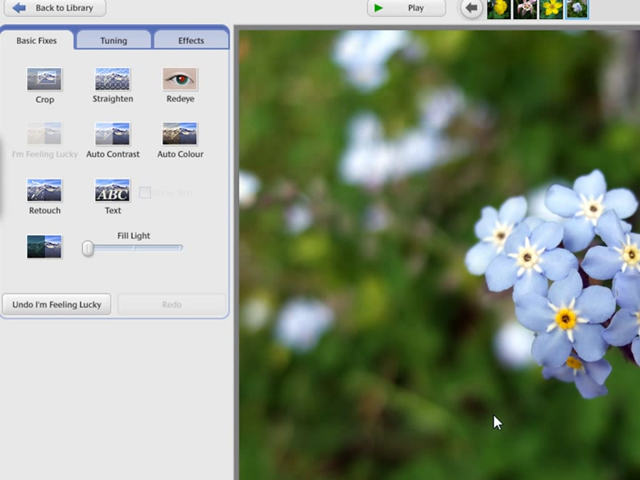 Back to Library
Play
Basic Fixes
Tuning
Effects
Crop
Straighten
Redeye
I'm Feeling Lucky
Auto Contrast
Auto Colour
Retouch
ABC
Text
Fill Light
Undo I'm Feeling Lucky
Redo